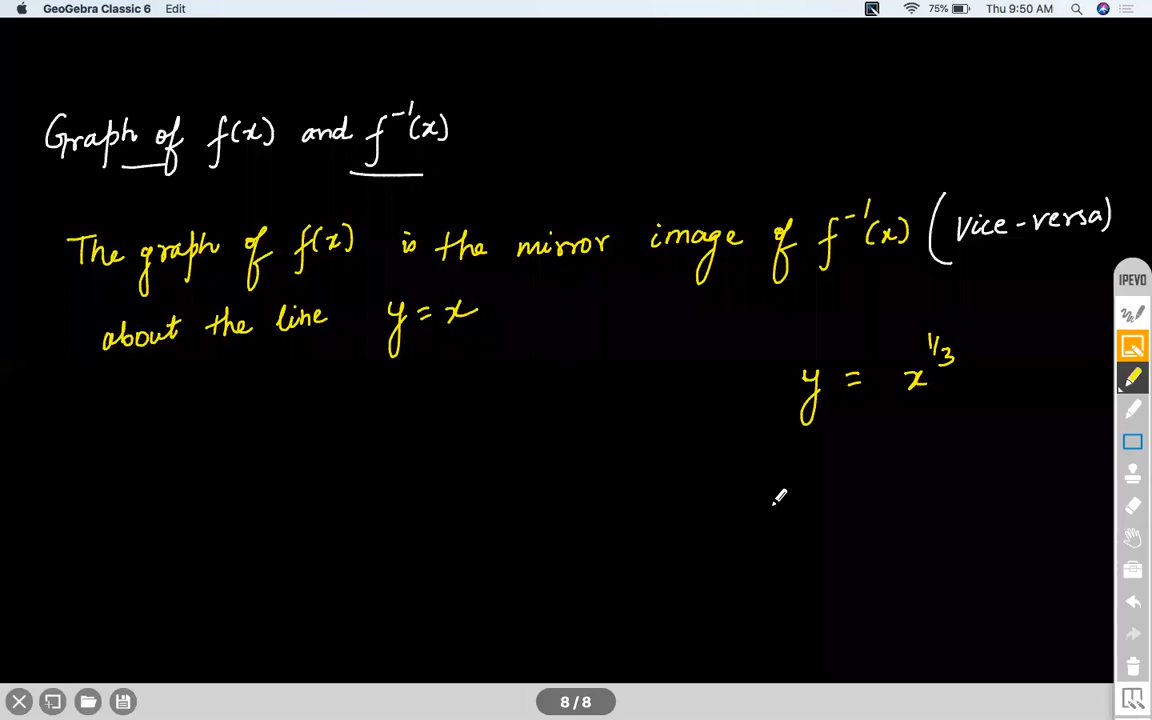 GeoGebra Classic 6 Edit 75% Thu 9:50 AM
Graph of f(x) and f⁻¹(x)
The graph of f(x) is the mirror image of f⁻¹(x) (Vice-versa)
about the line y = x
IPEVO
y = x^1/3
8 / 8